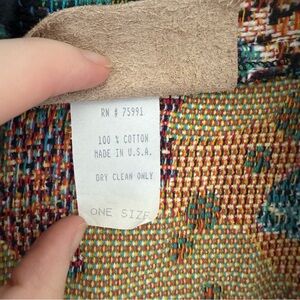 RN # 75991
100 % COTTON
MADE IN U.S.A.
DRY CLEAN ONLY
ONE SIZE